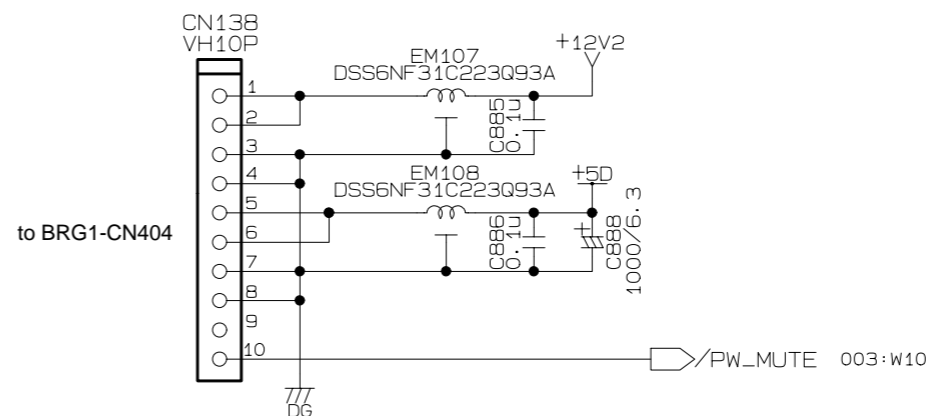 CN138
VH10P
EM107
DSS6NF31C223Q93A
+12V2
1
2
3
4
5
6
7
8
9
10
C885
0.1u
EM108
DSS6NF31C223Q93A
+5D
C886
0.1u
+
C888
1000/6.3
to BRG1-CN404
/PW_MUTE 003:W10
DG